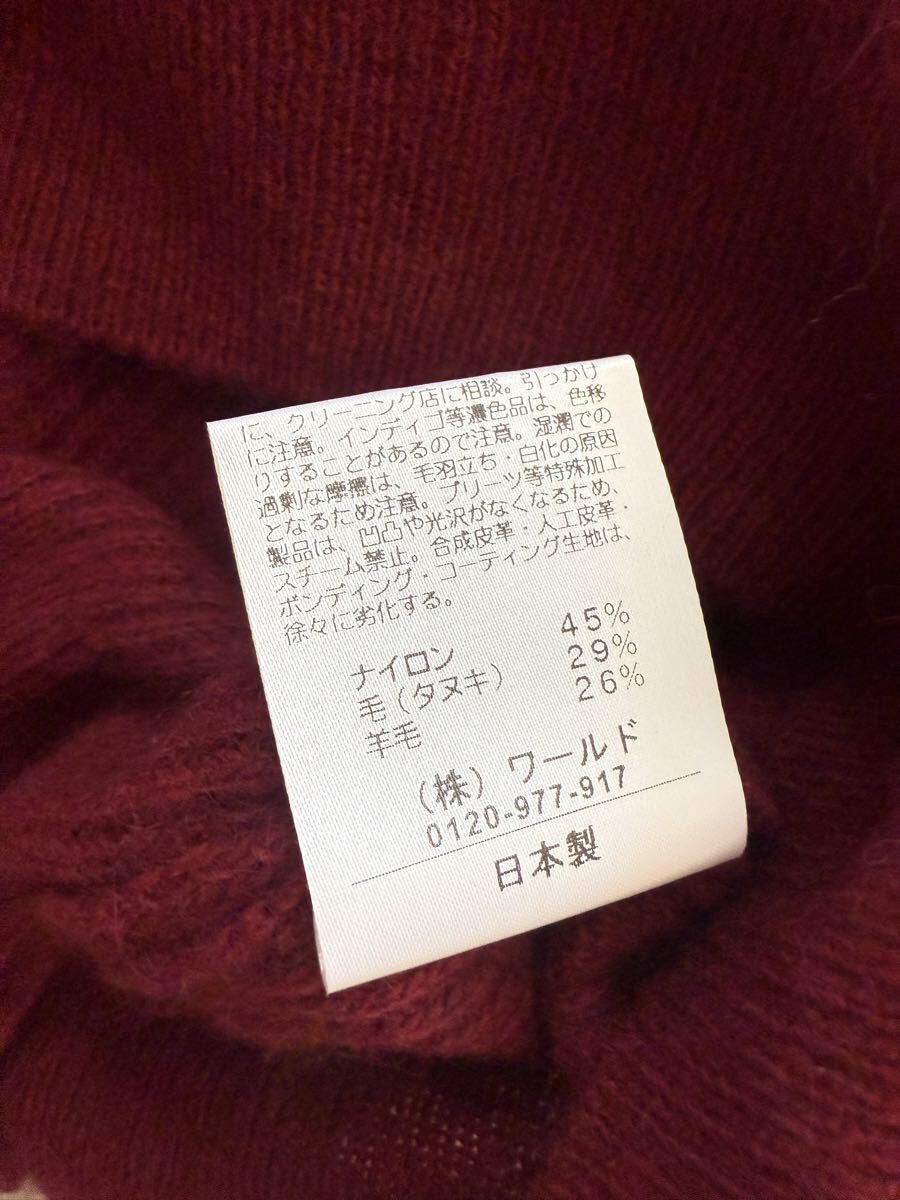 に、クリーニング店に相談。引っかけ
に注意。インディゴ等濃色品は、色移
りすることがあるので注意。湿潤での
過剰な摩擦は、毛羽立ち・白化の原因
となるため注意。プリーツ等特殊加工
製品は、凹凸や光沢がなくなるため、
スチーム禁止。合成皮革・人工皮革・
ボンディング・コーティング生地は、
徐々に劣化する。
ナイロン 45%
毛(タヌキ) 29%
羊毛 26%
(株)ワールド
0120-977-917
日本製